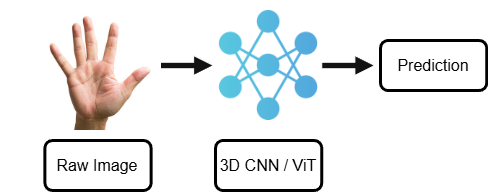 Prediction
Raw Image
3D CNN / ViT